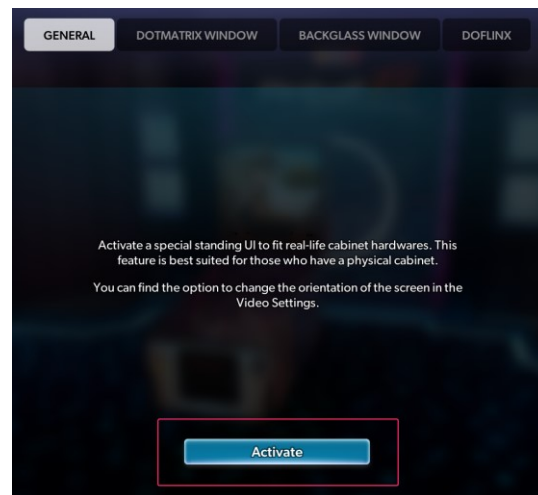 GENERAL DOTMATRIX WINDOW BACKGLASS WINDOW DOFLINX
Activate a special standing UI to fit real-life cabinet hardwares. This
feature is best suited for those who have a physical cabinet.
You can find the option to change the orientation of the screen in the
Video Settings.
Activate